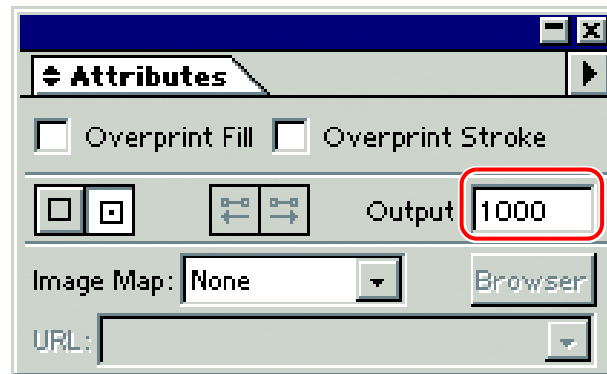 Attributes
Overprint Fill Overprint Stroke
Output 1000
Image Map: None Browser
URL: